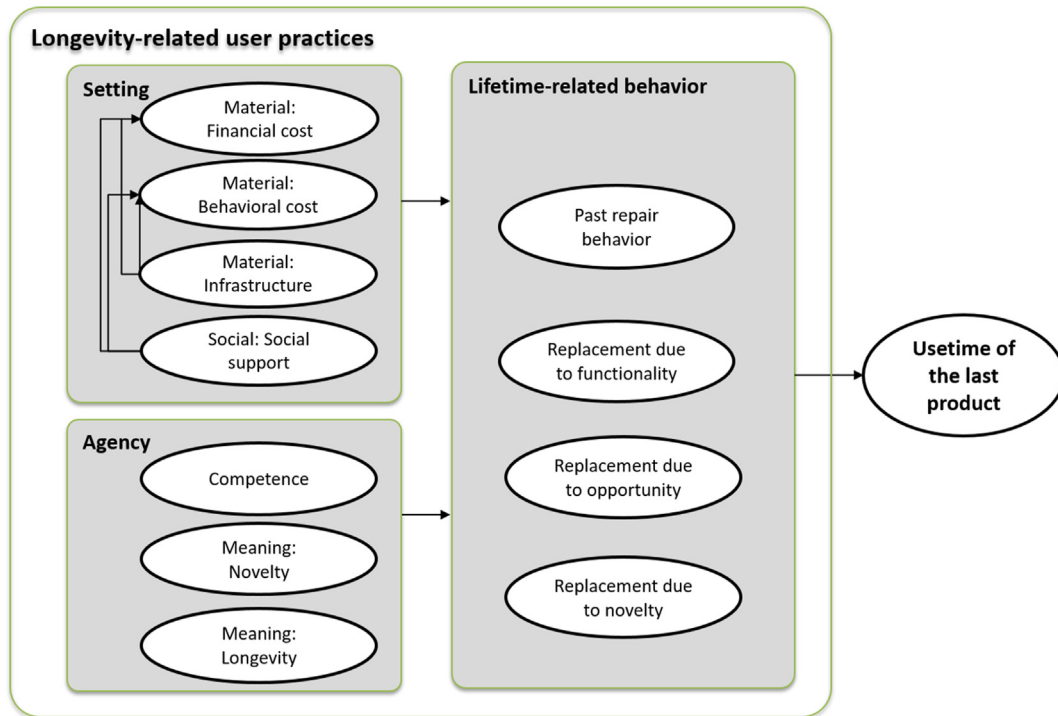 Longevity-related user practices
Setting
Material:
Financial cost
Material:
Behavioral cost
Material:
Infrastructure
Social: Social
support
Agency
Competence
Meaning:
Novelty
Meaning:
Longevity
Lifetime-related behavior
Past repair
behavior
Replacement due
to functionality
Replacement due
to opportunity
Replacement due
to novelty
Usetime of
the last
product